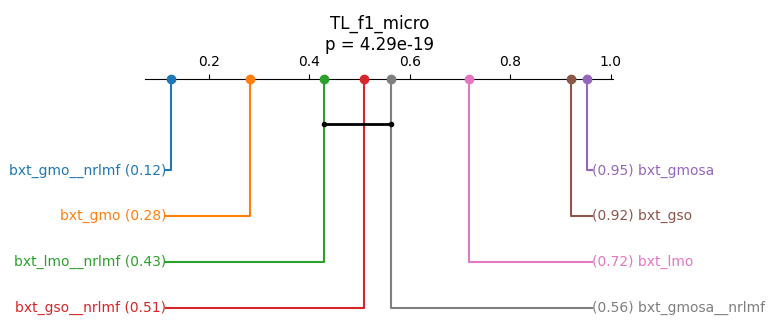 TL_f1_micro
p = 4.29e-19
0.2 0.4 0.6 0.8 1.0
bxt_gmo__nrlmf (0.12) (0.95) bxt_gmosa
bxt_gmo (0.28) (0.92) bxt_gso
bxt_lmo__nrlmf (0.43) (0.72) bxt_lmo
bxt_gso__nrlmf (0.51) (0.56) bxt_gmosa__nrlmf